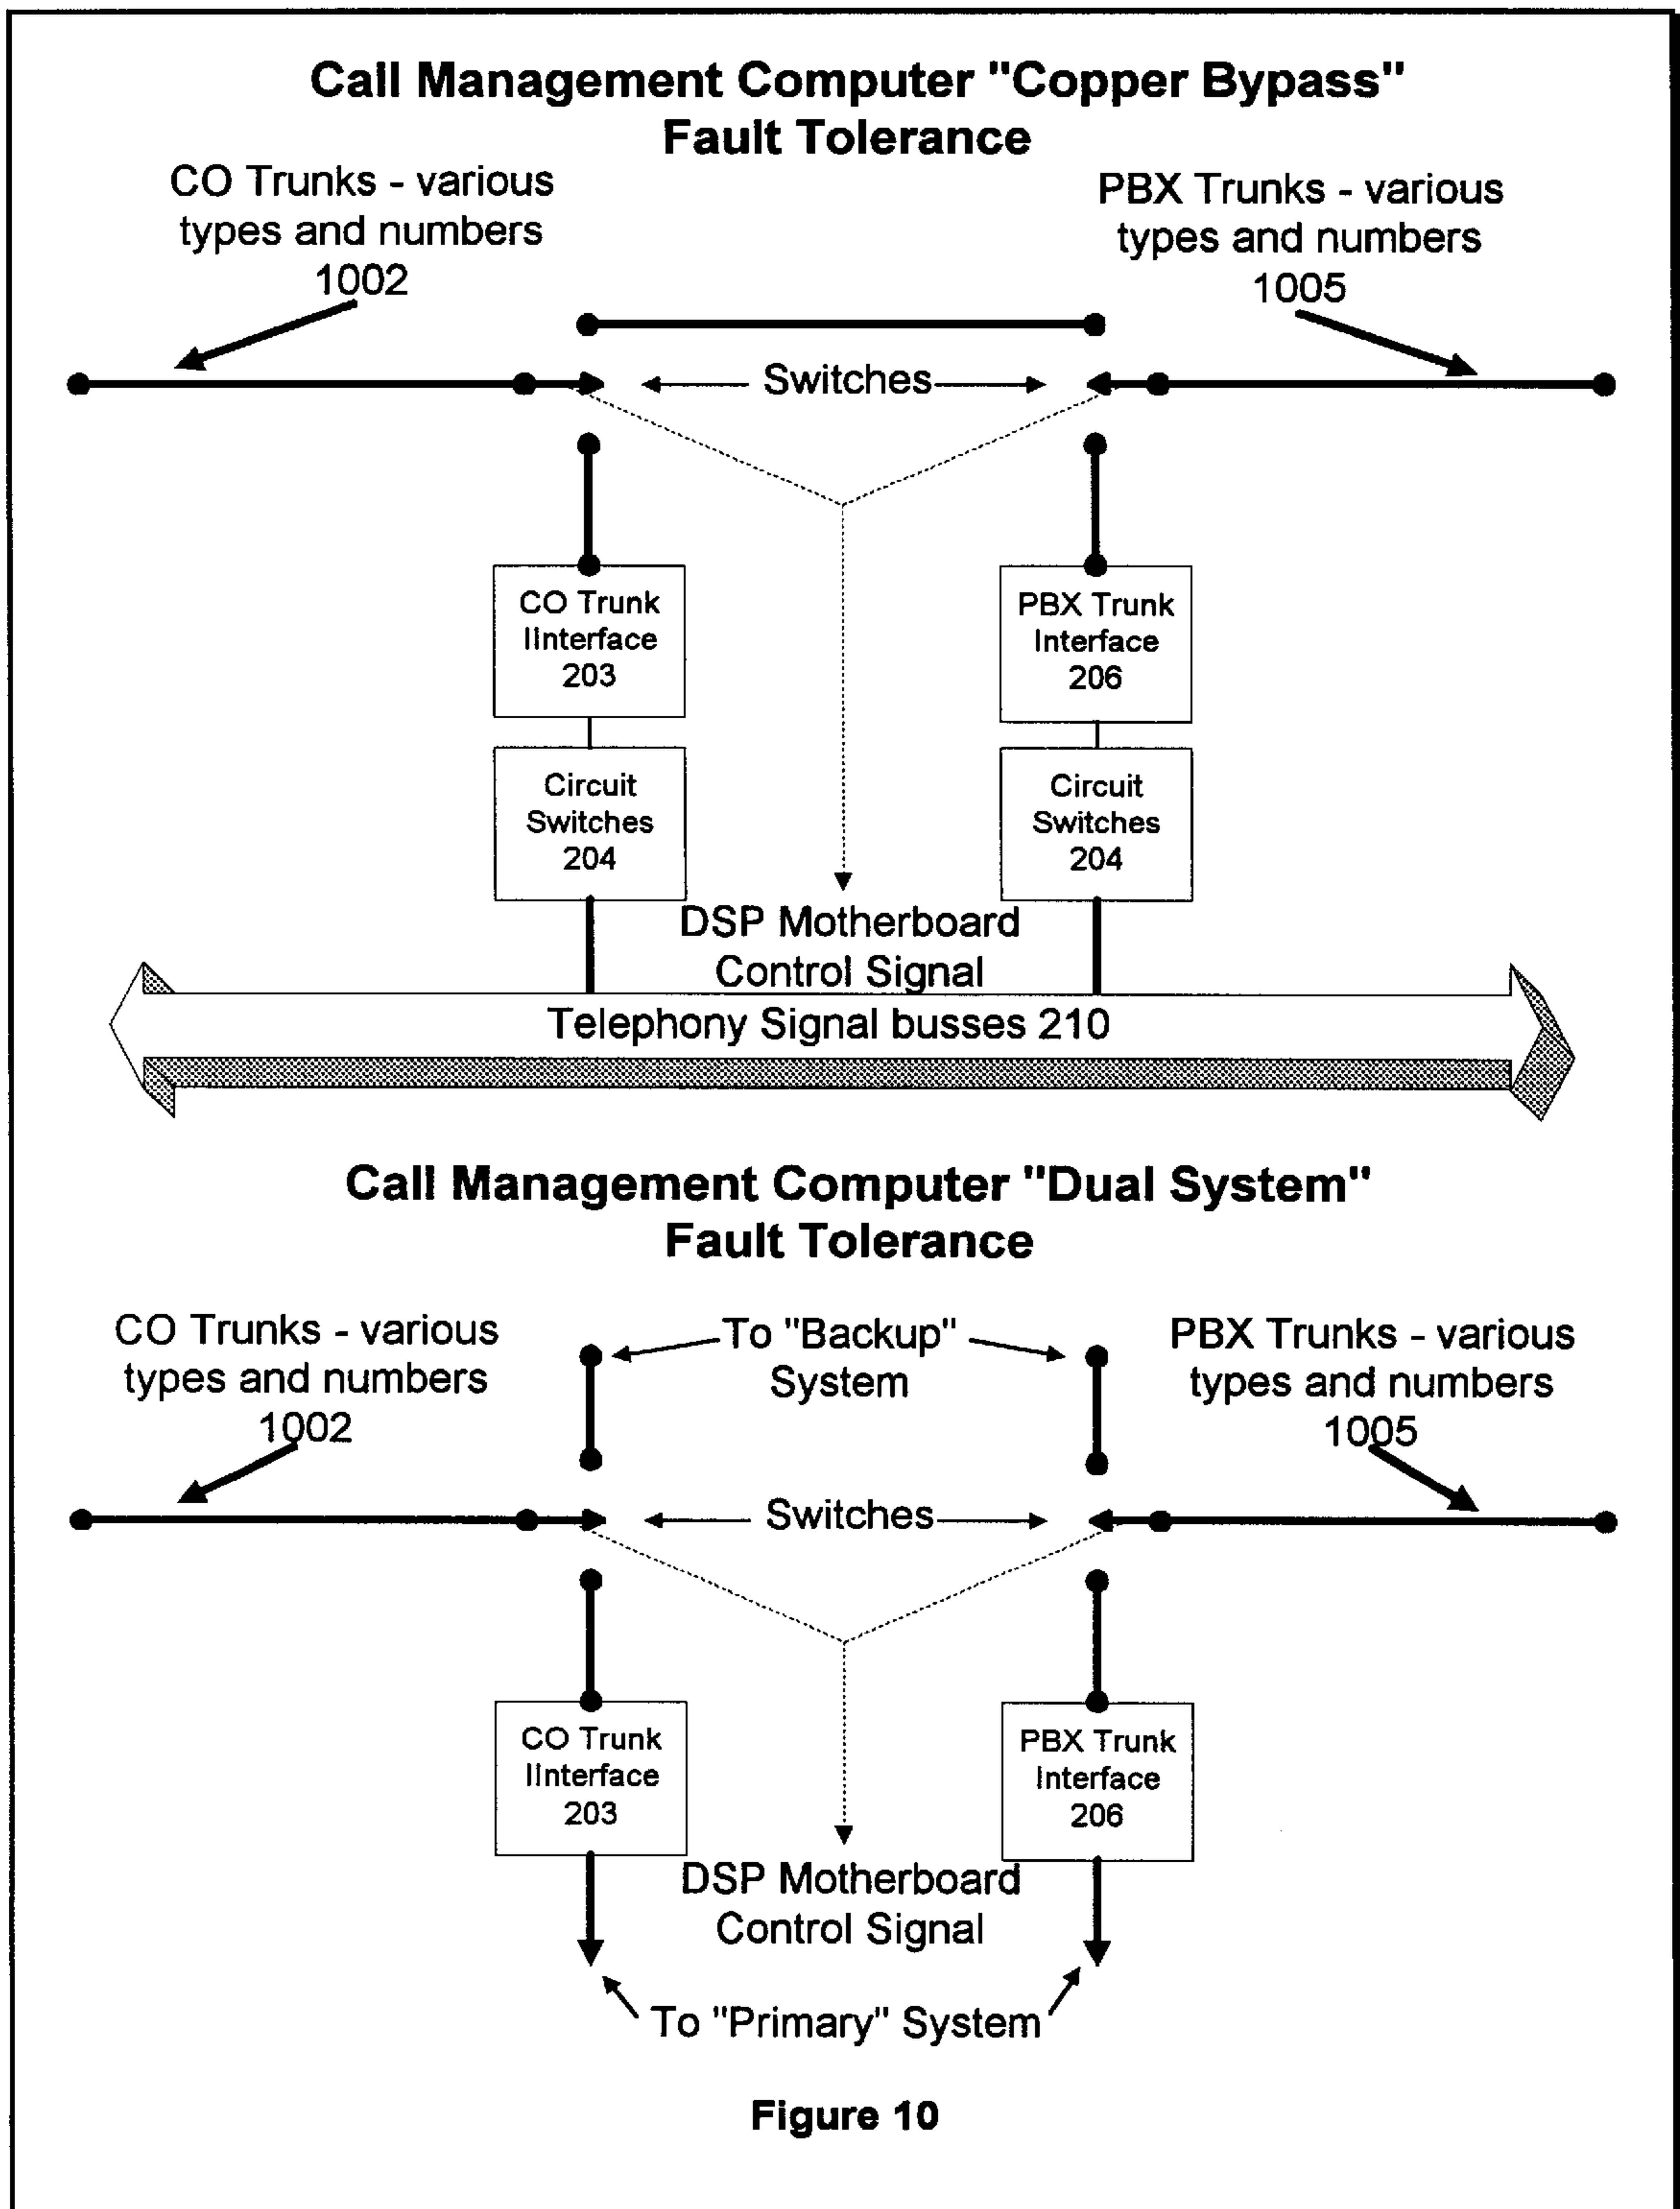 Call Management Computer "Copper Bypass"
Fault Tolerance
CO Trunks - various
types and numbers
1002
PBX Trunks - various
types and numbers
1005
Switches
CO Trunk
IInterface
203
PBX Trunk
Interface
206
Circuit
Switches
204
Circuit
Switches
204
DSP Motherboard
Control Signal
Telephony Signal busses 210
Call Management Computer "Dual System"
Fault Tolerance
CO Trunks - various
types and numbers
1002
To "Backup"
System
PBX Trunks - various
types and numbers
1005
Switches
CO Trunk
IInterface
203
PBX Trunk
Interface
206
DSP Motherboard
Control Signal
To "Primary" System
Figure 10